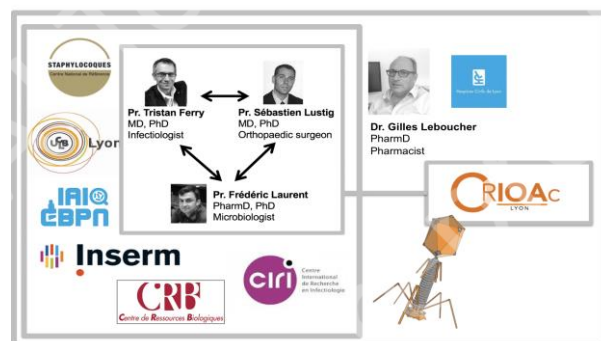 STAPHYLOCOQUES
Centre National de Référence
Pr. Tristan Ferry
MD, PhD
Infectiologist
Pr. Sébastien Lustig
MD, PhD
Orthopaedic surgeon
Pr. Frédéric Laurent
PharmD, PhD
Microbiologist
Dr. Gilles Leboucher
PharmD
Pharmacist
Hospices Civils de Lyon
Lyon
Inserm
CRB
Centre de Ressources Biologiques
CIRI
Centre
International
de Recherche
en Infectiologie
CRIOAc
LYON